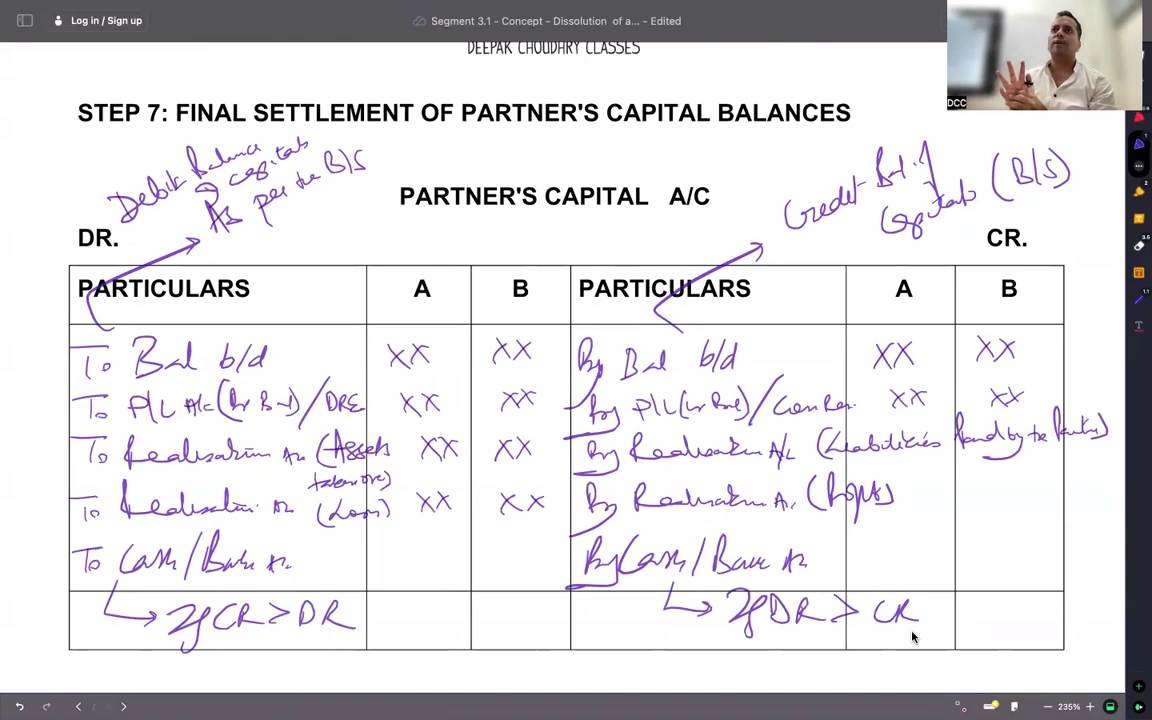 Log in / Sign up
Segment 3.1 - Concept - Dissolution of a... - Edited
DEEPAK CHOUDHARY CLASSES
DCC
STEP 7: FINAL SETTLEMENT OF PARTNER'S CAPITAL BALANCES
Debit Balance
of capitals
As per the B/S
Credit Bal. of
Capitals (B/S)
PARTNER'S CAPITAL A/C
DR. CR.
PARTICULARS A B PARTICULARS A B
To Bal b/d XX XX By Bal b/d XX XX
To P/L A/c (Dr Bal) / DRE XX XX By P/L (Cr Bal) / Gen Res. XX XX
To Realisation A/c (Assets taken over) XX XX By Realisation A/c (Liabilities Paid by the Partner)
To Realisation A/c (Loss) XX XX By Realisation A/c (Profit)
To Cash / Bank A/c By Cash / Bank A/c
If CR > DR If DR > CR
235%